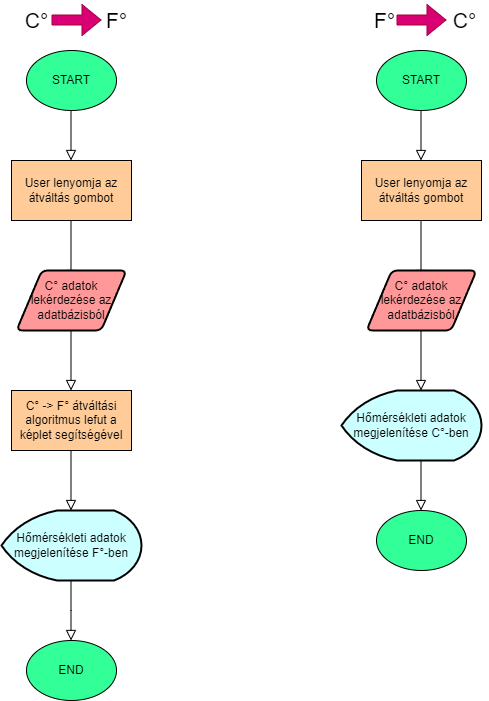 C° F°
START
User lenyomja az
átváltás gombot
C° adatok
lekérdezése az
adatbázisból
C° -> F° átváltási
algoritmus lefut a
képlet segítségével
Hőmérsékleti adatok
megjelenítése F°-ben
END
F° C°
START
User lenyomja az
átváltás gombot
C° adatok
lekérdezése az
adatbázisból
Hőmérsékleti adatok
megjelenítése C°-ben
END